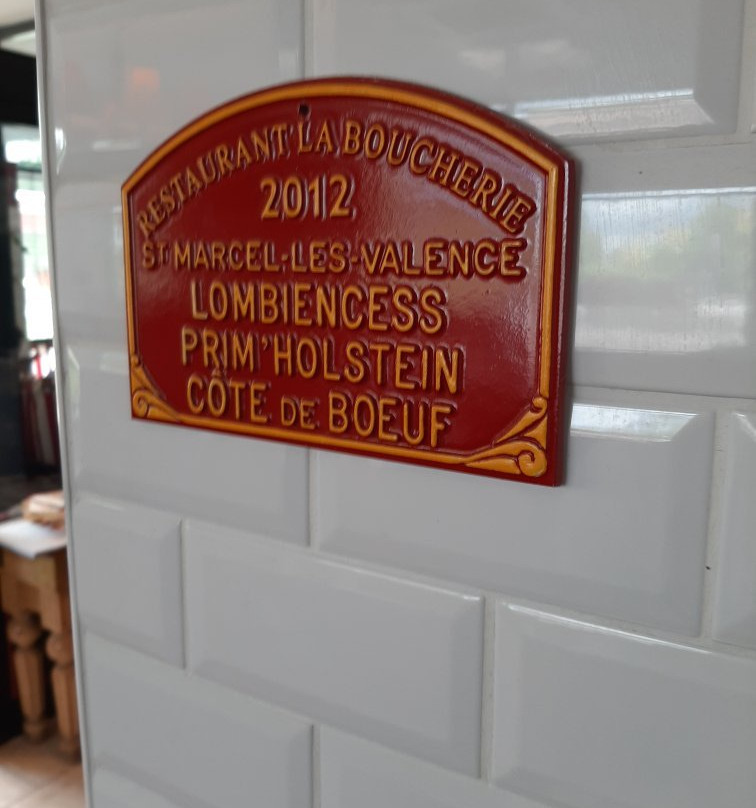 RESTAURANT LA BOUCHERIE
2012
ST MARCEL-LES-VALENCE
LOMBIENCESS
PRIM'HOLSTEIN
CÔTE DE BOEUF